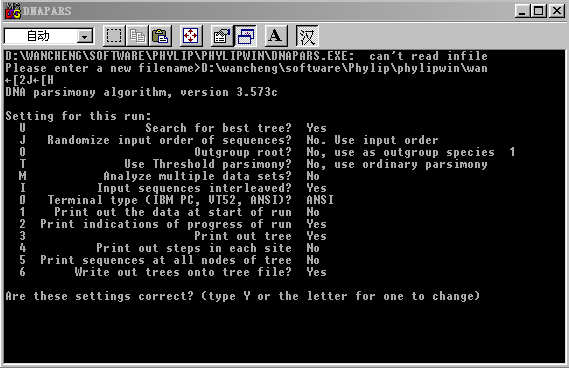 DNAPARS
自动
A 汉
D:\WANCHENG\SOFTWARE\PHYLIP\PHYLIPWIN\DNAPARS.EXE:  can't read infile
Please enter a new filename>D:\wancheng\software\Phylip\phylipwin\wan
←[2J←[H
DNA parsimony algorithm, version 3.573c
Setting for this run:
U Search for best tree? Yes
J Randomize input order of sequences? No. Use input order
O Outgroup root? No, use as outgroup species 1
T Use Threshold parsimony? No, use ordinary parsimony
M Analyze multiple data sets? No
I Input sequences interleaved? Yes
0 Terminal type (IBM PC, VT52, ANSI)? ANSI
1 Print out the data at start of run No
2 Print indications of progress of run Yes
3 Print out tree Yes
4 Print out steps in each site No
5 Print sequences at all nodes of tree No
6 Write out trees onto tree file? Yes
Are these settings correct? (type Y or the letter for one to change)